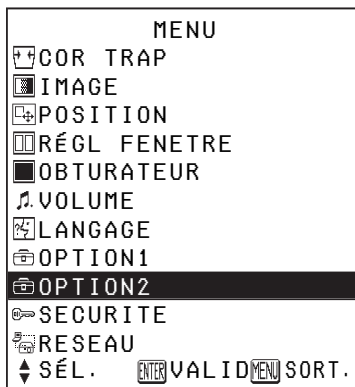 MENU
COR TRAP
IMAGE
POSITION
RÉGL FENETRE
OBTURATEUR
VOLUME
LANGAGE
OPTION1
OPTION2
SECURITE
RESEAU
SÉL. ENTER VALID MENU SORT.